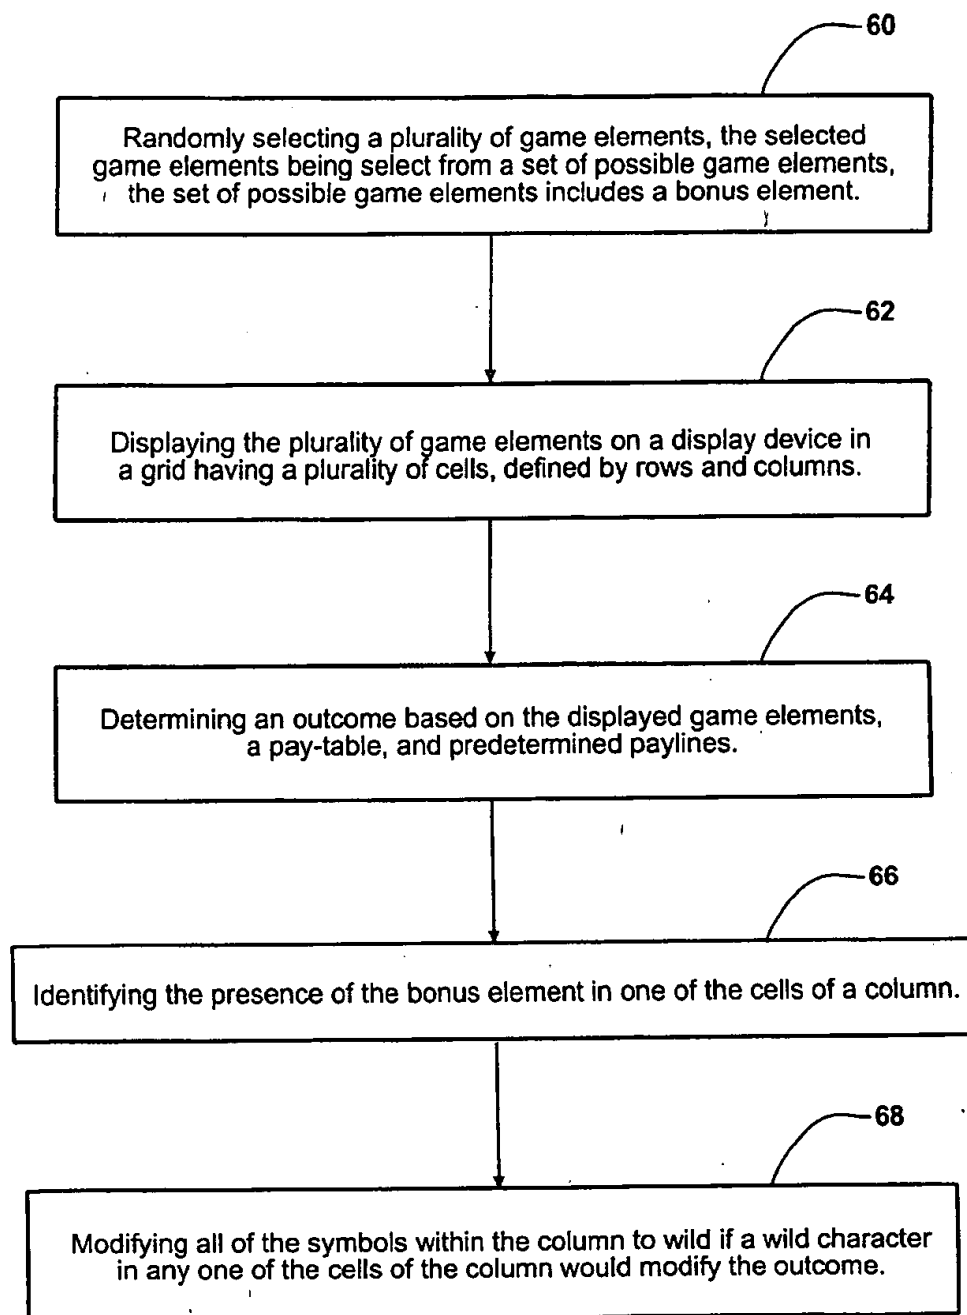 60
Randomly selecting a plurality of game elements, the selected
game elements being select from a set of possible game elements,
the set of possible game elements includes a bonus element.
62
Displaying the plurality of game elements on a display device in
a grid having a plurality of cells, defined by rows and columns.
64
Determining an outcome based on the displayed game elements,
a pay-table, and predetermined paylines.
66
Identifying the presence of the bonus element in one of the cells of a column.
68
Modifying all of the symbols within the column to wild if a wild character
in any one of the cells of the column would modify the outcome.